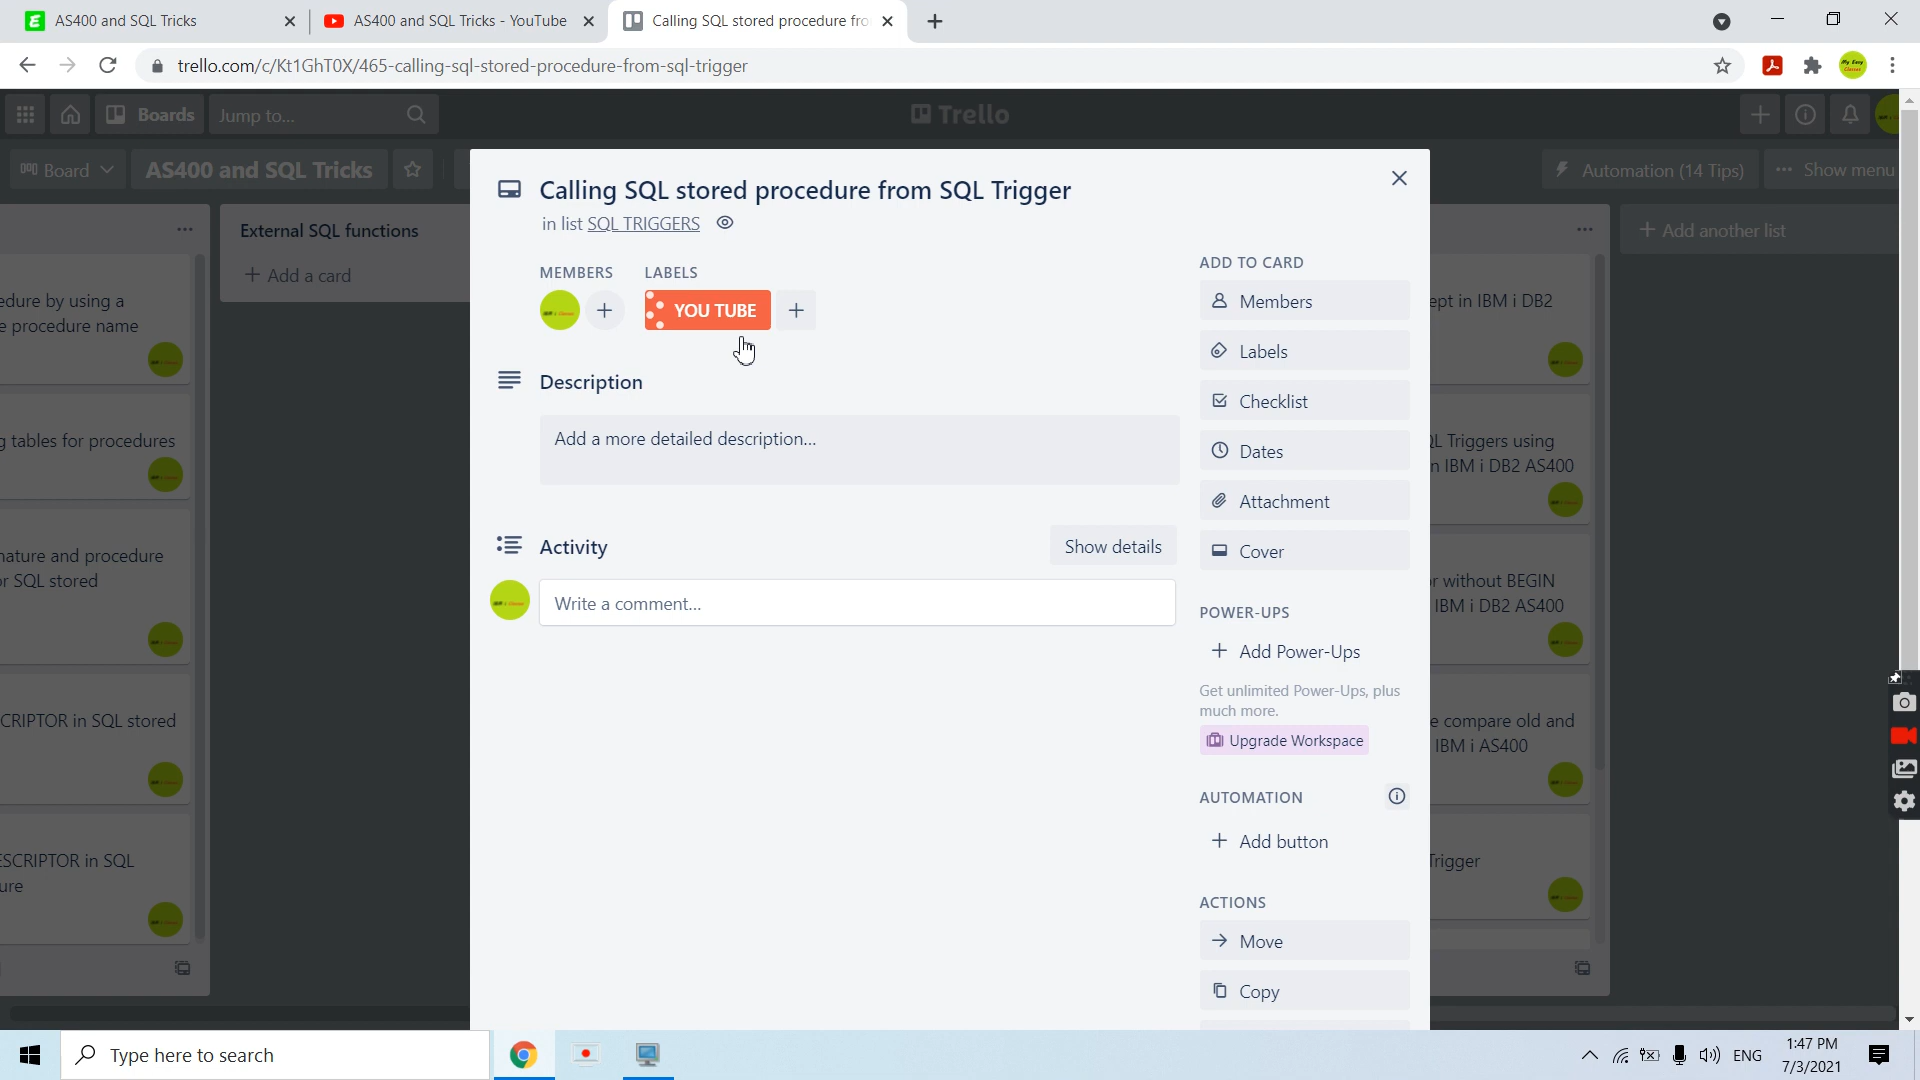 AS400 and SQL Tricks
AS400 and SQL Tricks - YouTube
Calling SQL stored procedure fro
trello.com/c/Kt1GhT0X/465-calling-sql-stored-procedure-from-sql-trigger
Boards
Jump to...
Trello
Board
AS400 and SQL Tricks
Automation (14 Tips)
Show menu
External SQL functions
Add a card
edure by using a
e procedure name
g tables for procedures
nature and procedure
or SQL stored
CRIPTOR in SQL stored
ESCRIPTOR in SQL
ure
Calling SQL stored procedure from SQL Trigger
in list SQL TRIGGERS
MEMBERS
LABELS
YOU TUBE
Description
Add a more detailed description...
Activity
Show details
Write a comment...
ADD TO CARD
Members
Labels
Checklist
Dates
Attachment
Cover
POWER-UPS
Add Power-Ups
Get unlimited Power-Ups, plus
much more.
Upgrade Workspace
AUTOMATION
Add button
ACTIONS
Move
Copy
Add another list
ept in IBM i DB2
QL Triggers using
n IBM i DB2 AS400
r without BEGIN
IBM i DB2 AS400
e compare old and
IBM i AS400
Trigger
Type here to search
ENG
1:47 PM
7/3/2021